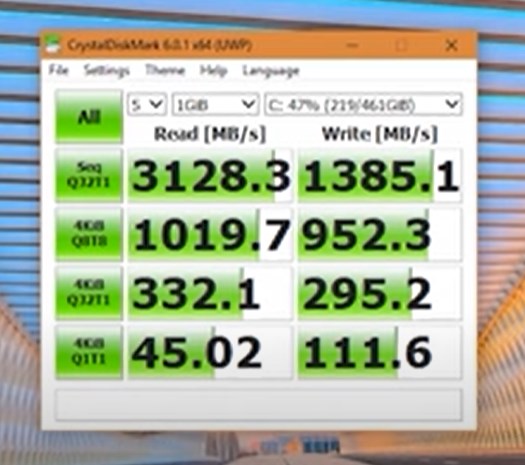 CrystalDiskMark 6.0.1 x64 (UWP)
File Settings Theme Help Language
All 5 1GiB C: 47% (219/461GiB)
Read [MB/s] Write [MB/s]
Seq Q32T1 3128.3 1385.1
4KiB Q8T8 1019.7 952.3
4KiB Q32T1 332.1 295.2
4KiB Q1T1 45.02 111.6